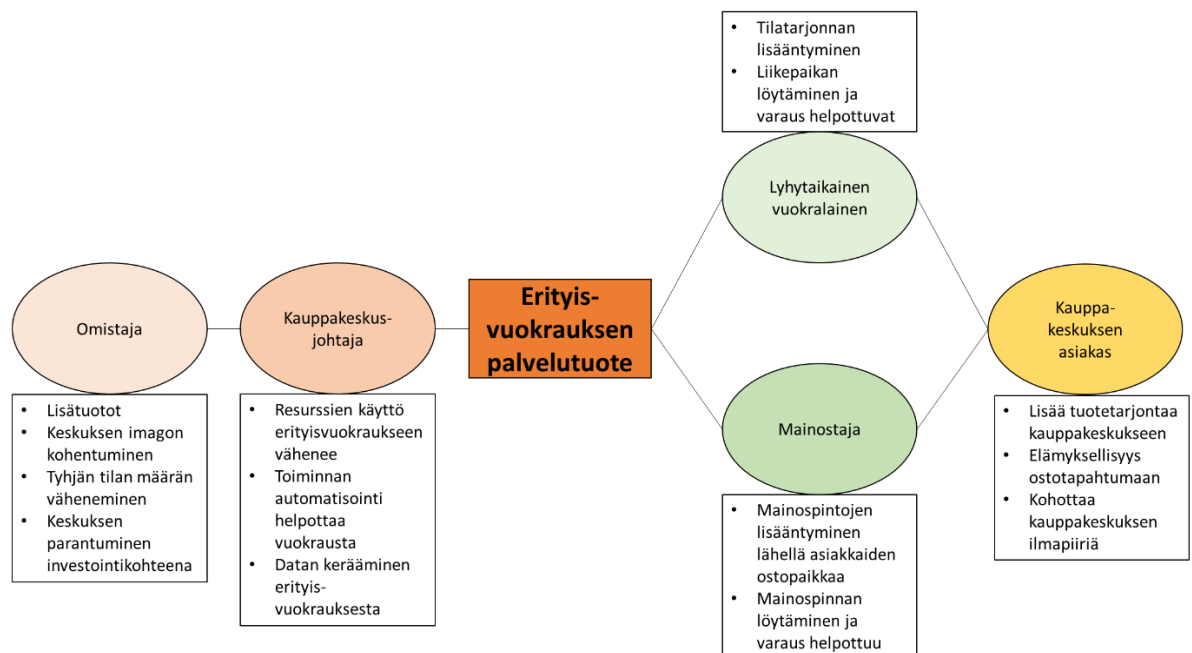 • Tilatarjonnan
lisääntyminen
• Liikepaikan
löytäminen ja
varaus helpottuvat
Lyhytaikainen
vuokralainen
Omistaja
• Lisätuotot
• Keskuksen imagon
kohentuminen
• Tyhjän tilan määrän
väheneminen
• Keskuksen
parantuminen
investointikohteena
Kauppakeskus-
johtaja
• Resurssien käyttö
erityisvuokraukseen
vähenee
• Toiminnan
automatisointi
helpottaa
vuokrausta
• Datan kerääminen
erityis-
vuokrauksesta
Erityis-
vuokrauksen
palvelutuote
Mainostaja
• Mainospintojen
lisääntyminen
lähellä asiakkaiden
ostopaikkaa
• Mainospinnan
löytäminen ja
varaus helpottuu
Kauppa-
keskuksen
asiakas
• Lisää tuotetarjontaa
kauppakeskukseen
• Elämyksellisyys
ostotapahtumaan
• Kohottaa
kauppakeskuksen
ilmapiiriä